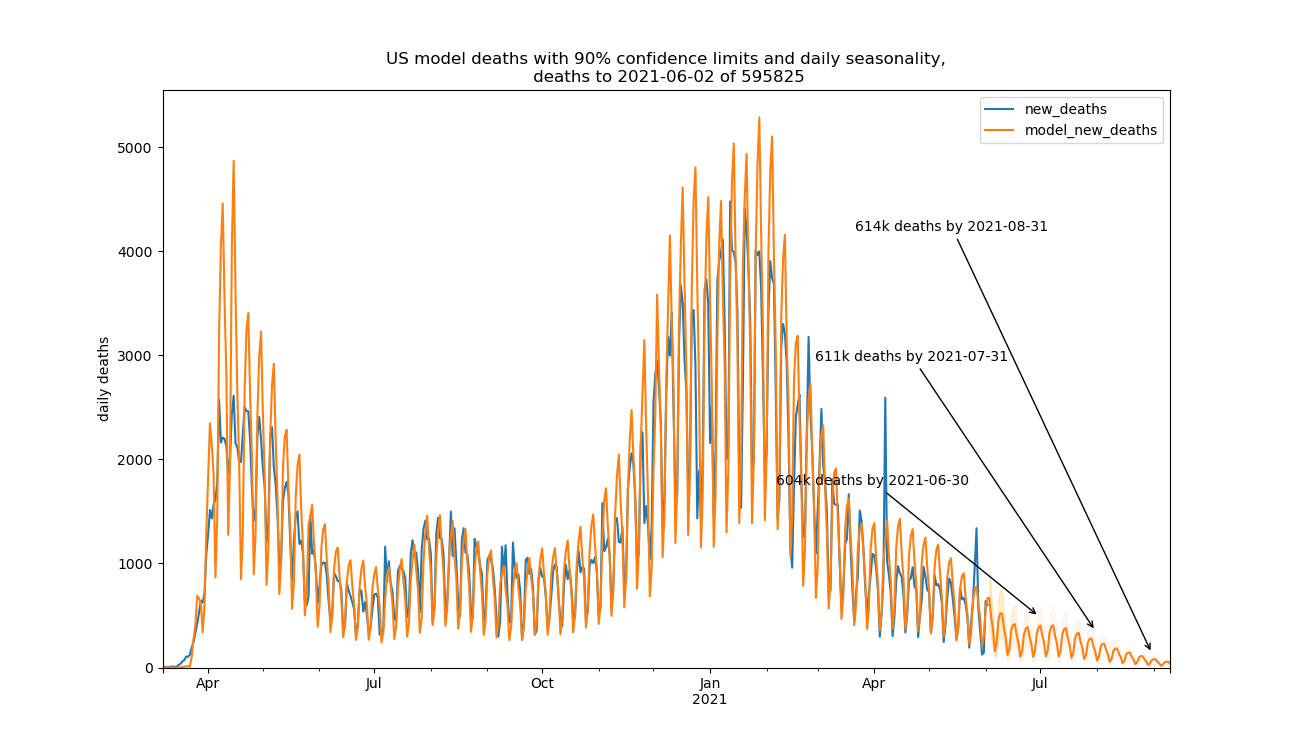 US model deaths with 90% confidence limits and daily seasonality,
deaths to 2021-06-02 of 595825
new_deaths
model_new_deaths
daily deaths
5000
4000
3000
2000
1000
0
614k deaths by 2021-08-31
611k deaths by 2021-07-31
604k deaths by 2021-06-30
Apr
Jul
Oct
Jan
2021
Apr
Jul